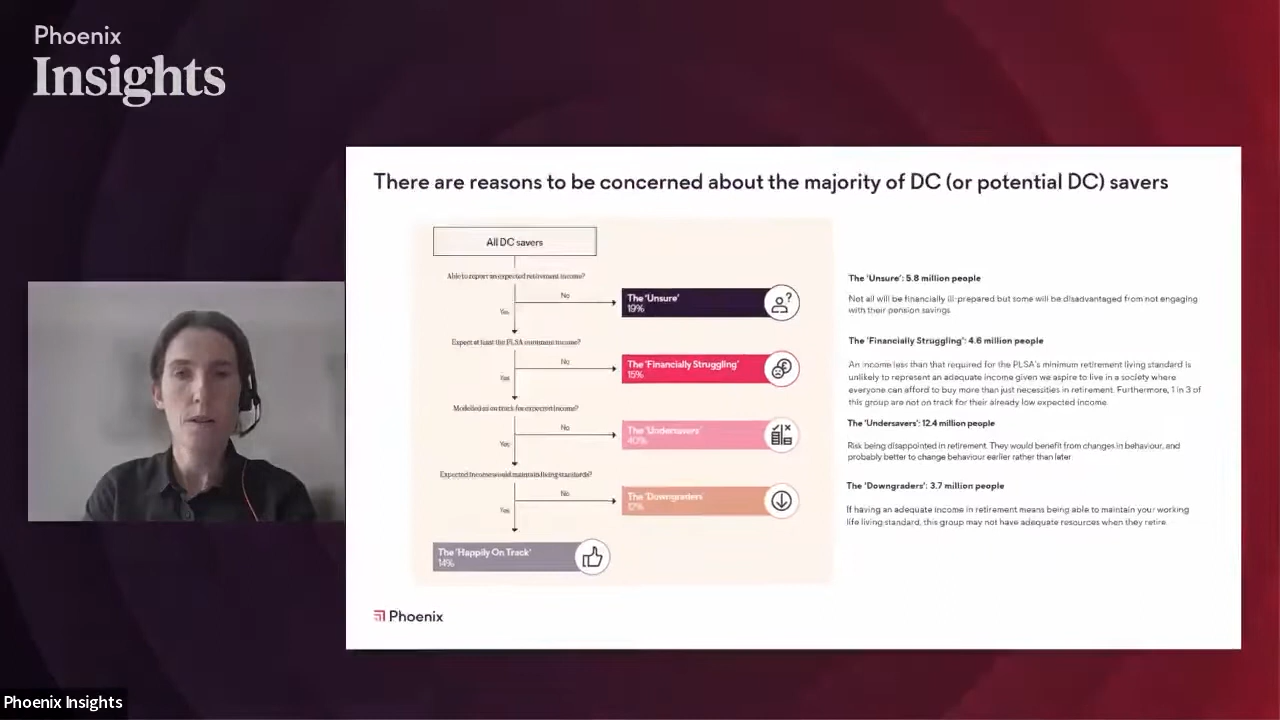 Phoenix
Insights
There are reasons to be concerned about the majority of DC (or potential DC) savers
All DC savers
Able to report an expected retirement income?
No
The 'Unsure'
19%
Yes
Expect at least the PLSA minimum income?
No
The 'Financially Struggling'
15%
Yes
Modelled as on track for expected income?
No
The 'Undersavers'
40%
Yes
Expected income would maintain living standards?
No
The 'Downgraders'
12%
Yes
The 'Happily On Track'
14%
The 'Unsure': 5.8 million people
Not all will be financially ill-prepared but some will be disadvantaged from not engaging
with their pension savings
The 'Financially Struggling': 4.6 million people
An income less than that required for the PLSA's minimum retirement living standard is
unlikely to represent an adequate income given we aspire to live in a society where
everyone can afford to buy more than just necessities in retirement. Furthermore, 1 in 3 of
this group are not on track for their already low expected income.
The 'Undersavers': 12.4 million people
Risk being disappointed in retirement. They would benefit from changes in behaviour, and
probably better to change behaviour earlier rather than later
The 'Downgraders': 3.7 million people
If having an adequate income in retirement means being able to maintain your working
life living standard, this group may not have adequate resources when they retire
Phoenix
Phoenix Insights